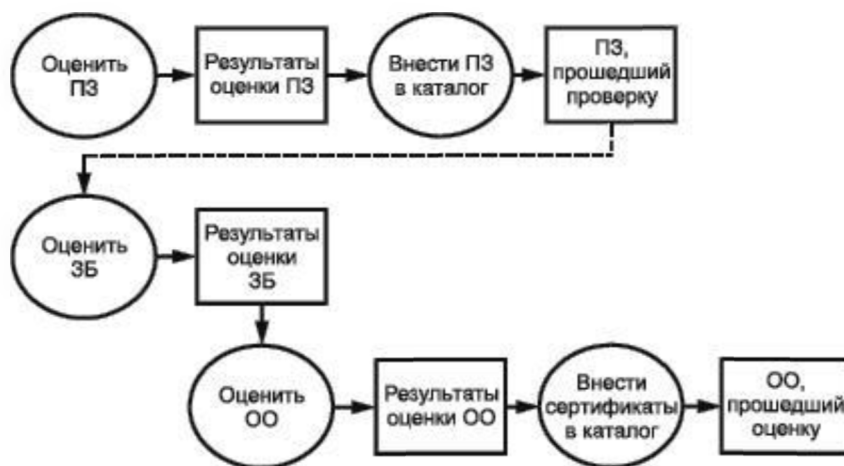 Оценить
ПЗ
Результаты
оценки ПЗ
Внести ПЗ
в каталог
ПЗ,
прошедший
проверку
Оценить
ЗБ
Результаты
оценки
ЗБ
Оценить
ОО
Результаты
оценки ОО
Внести
сертификаты
в каталог
ОО,
прошедший
оценку